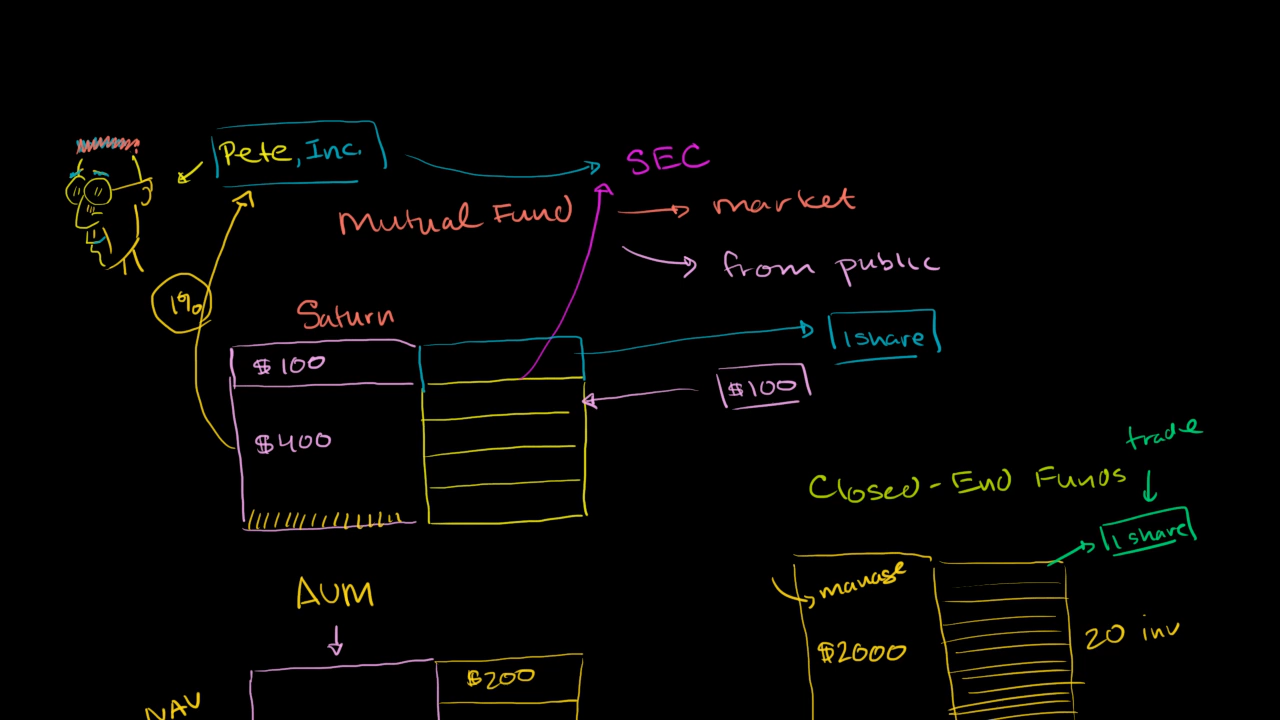 Pete, Inc.
SEC
Mutual Fund
market
from public
1%
Saturn
$100
1 share
$100
$400
trade
Closed-End Funds
1 share
AUM
manage
$2000
20 inv
$200
NAV